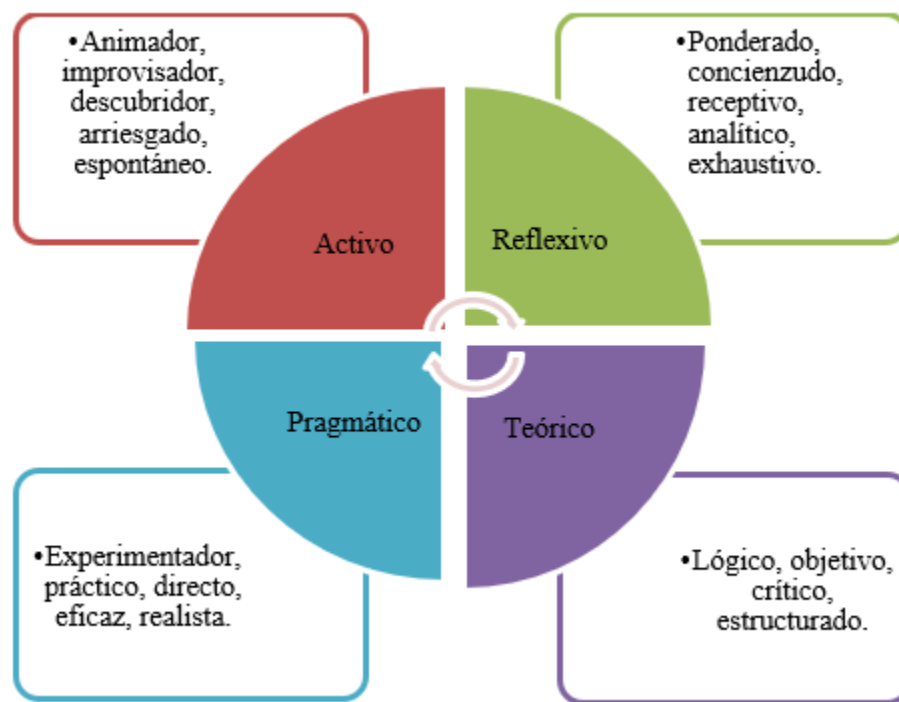 •Animador,
improvisador,
descubridor,
arriesgado,
espontáneo.
•Ponderado,
concienzudo,
receptivo,
analítico,
exhaustivo.
Activo
Reflexivo
Pragmático
Teórico
•Experimentador,
práctico, directo,
eficaz, realista.
•Lógico, objetivo,
crítico,
estructurado.